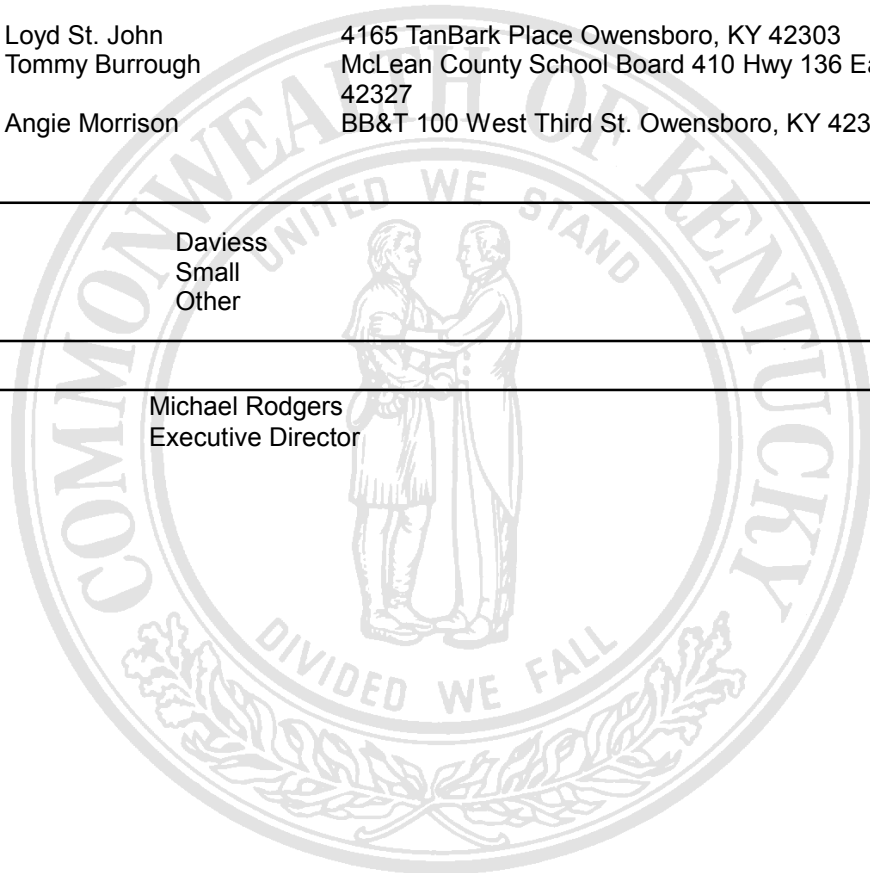 Loyd St. John 4165 TanBark Place Owensboro, KY 42303
Tommy Burrough McLean County School Board 410 Hwy 136 Ea
42327
Angie Morrison BB&T 100 West Third St. Owensboro, KY 423
COMMONWEALTH OF KENTUCKY
UNITED WE STAND
Daviess
Small
Other
Michael Rodgers
Executive Director
DIVIDED WE FALL